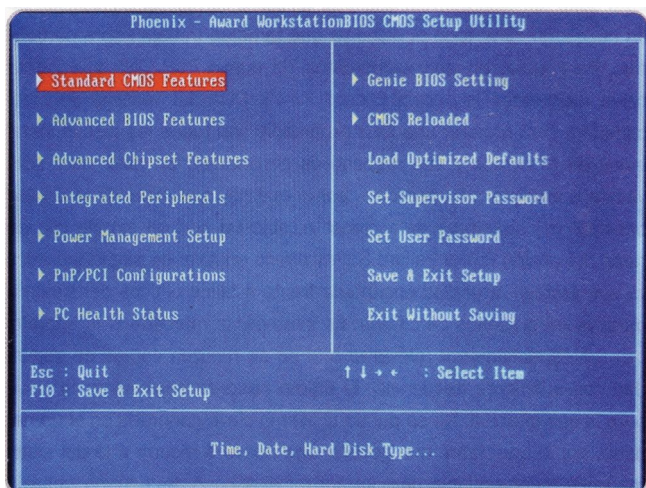 Phoenix - Award WorkstationBIOS CMOS Setup Utility
Standard CMOS Features
Advanced BIOS Features
Advanced Chipset Features
Integrated Peripherals
Power Management Setup
PnP/PCI Configurations
PC Health Status
Genie BIOS Setting
CMOS Reloaded
Load Optimized Defaults
Set Supervisor Password
Set User Password
Save & Exit Setup
Exit Without Saving
Esc : Quit
F10 : Save & Exit Setup
↑ ↓ → ← : Select Item
Time, Date, Hard Disk Type...